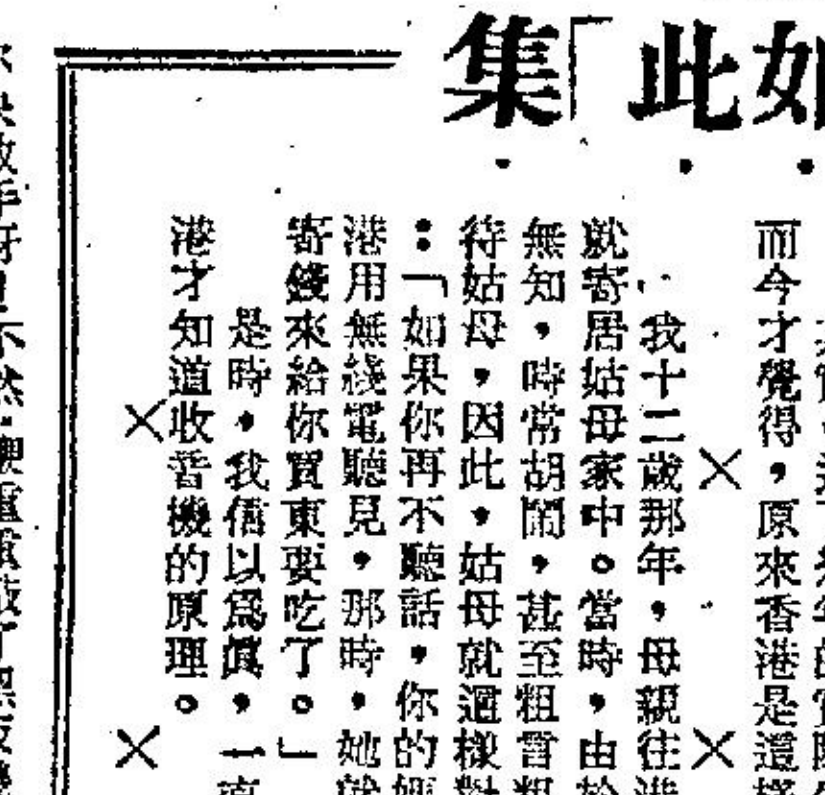 如此「集
而今才覺得，原來香港是這樣
× ×
我十二歲那年，母親往港
就寄居姑母家中。當時，由於
無知，時常胡鬧，甚至粗言粗
待姑母，因此，姑母就這樣對
：「如果你再不聽話，你的媽
港用無綫電聽見，那時，她就
寄錢來給你買東要吃了。」
是時，我信以爲眞，一直
港才知道收音機的原理。
× ×